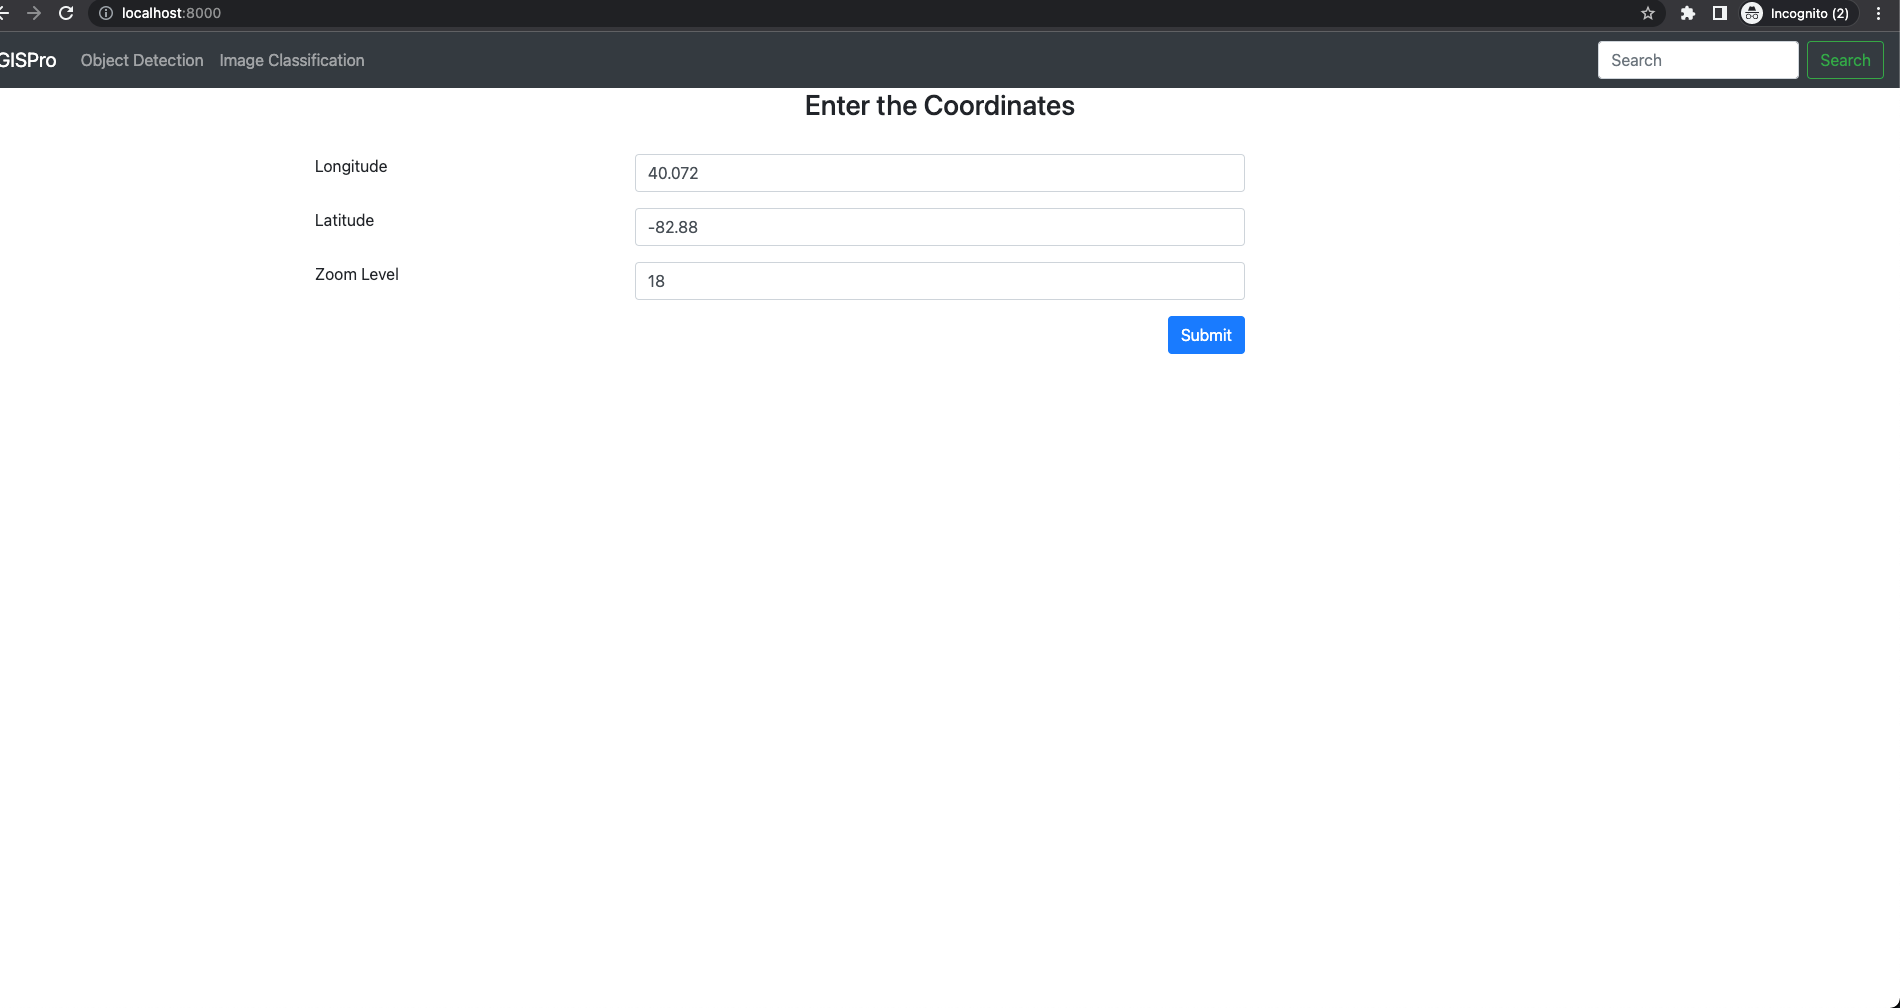 localhost:8000
Incognito (2)
GISPro Object Detection Image Classification Search Search
Enter the Coordinates
Longitude 40.072
Latitude -82.88
Zoom Level 18
Submit